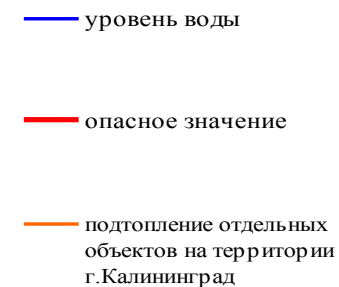 уровень воды
опасное значение
подтопление отдельных
объектов на территории
г.Калининград